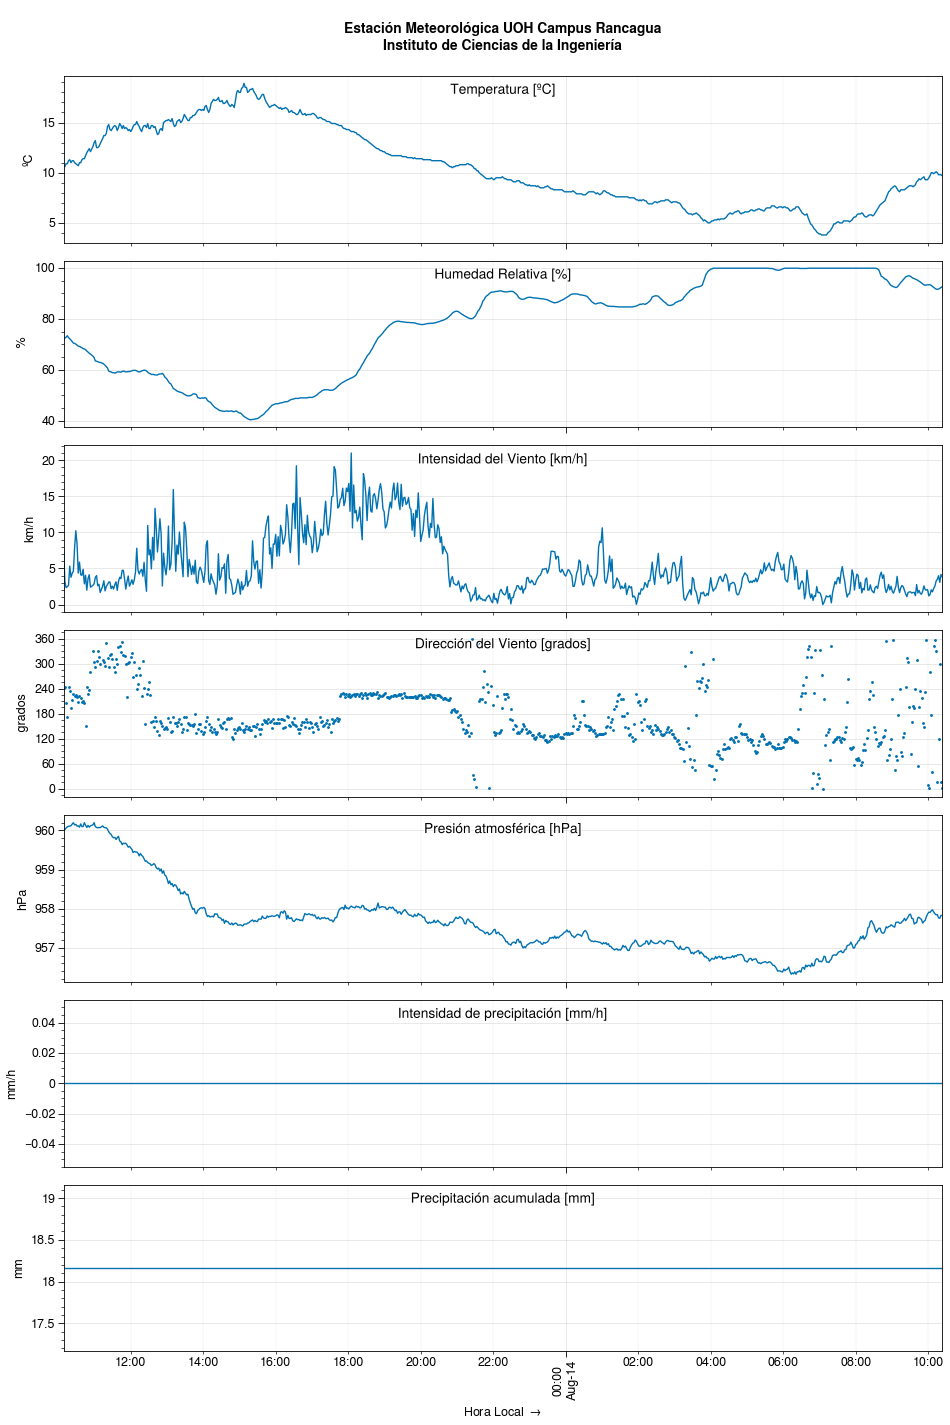 Estación Meteorológica UOH Campus Rancagua
Instituto de Ciencias de la Ingeniería
Temperatura [ºC]
ºC
15
10
5
Humedad Relativa [%]
%
100
80
60
40
Intensidad del Viento [km/h]
km/h
20
15
10
5
0
Dirección del Viento [grados]
grados
360
300
240
180
120
60
0
Presión atmosférica [hPa]
hPa
960
959
958
957
Intensidad de precipitación [mm/h]
mm/h
0.04
0.02
0
−0.02
−0.04
Precipitación acumulada [mm]
mm
19
18.5
18
17.5
12:00 14:00 16:00 18:00 20:00 22:00 00:00 02:00 04:00 06:00 08:00 10:00
Aug-14
Hora Local →